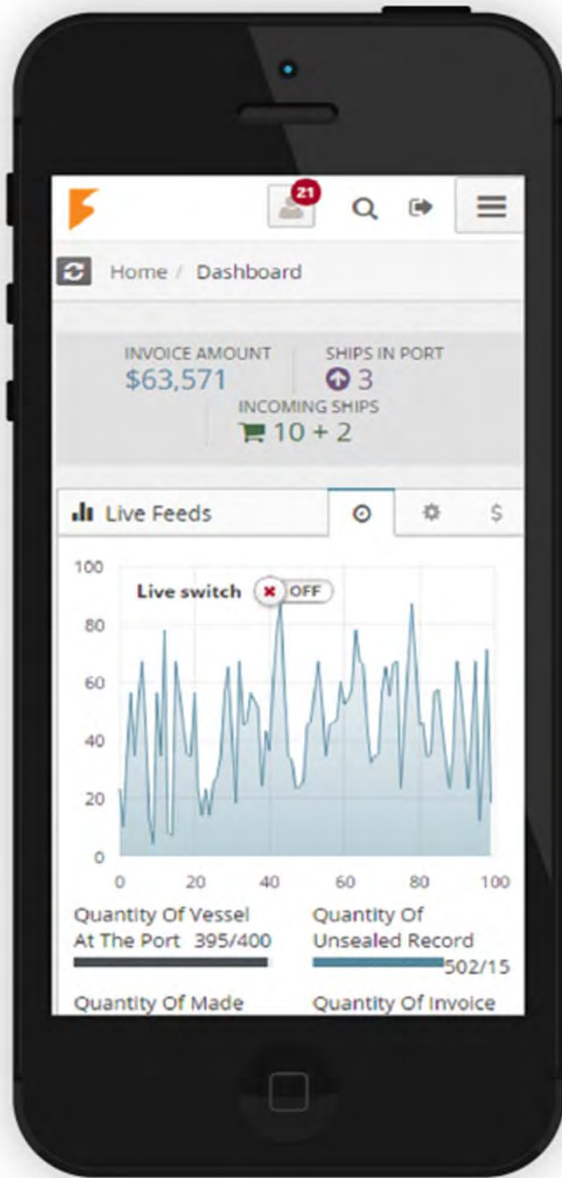 21
Home / Dashboard
INVOICE AMOUNT
$63,571
SHIPS IN PORT
3
INCOMING SHIPS
10 + 2
Live Feeds
$
Live switch OFF
100
80
60
40
20
0
0 20 40 60 80 100
Quantity Of Vessel
At The Port 395/400
Quantity Of
Unsealed Record
502/15
Quantity Of Made
Quantity Of Invoice